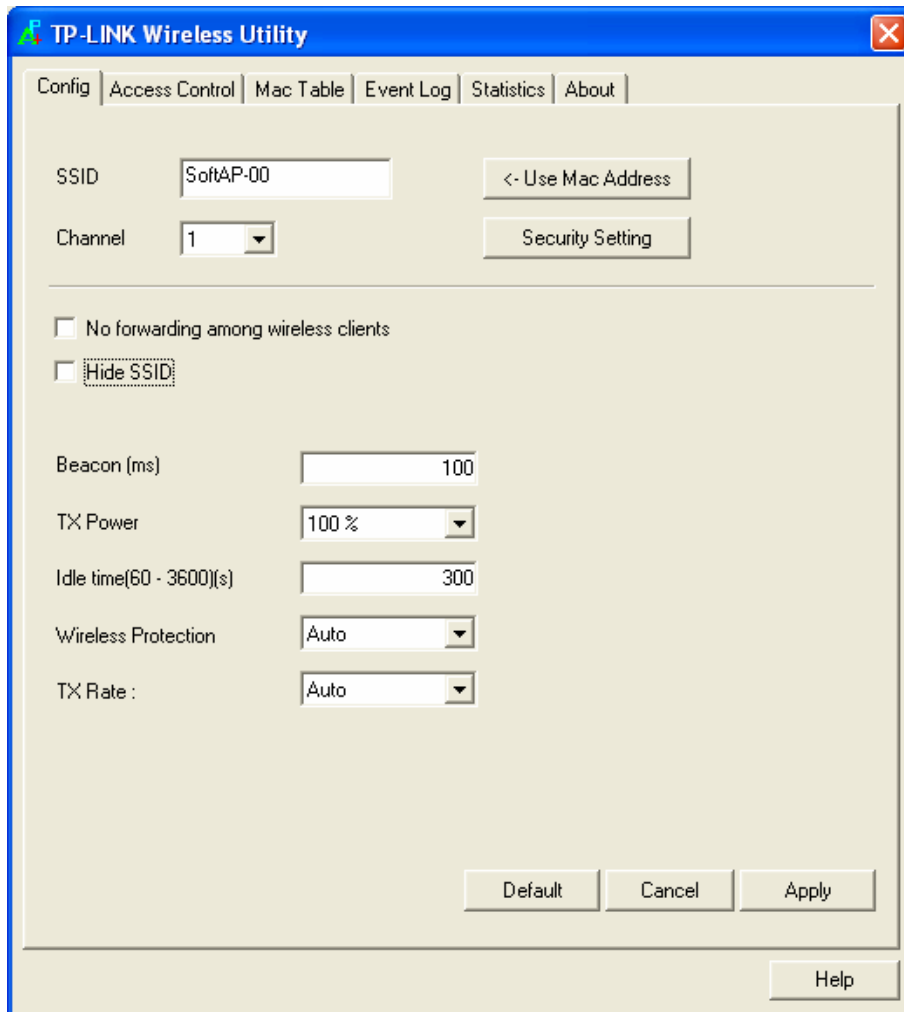 TP-LINK Wireless Utility
Config Access Control Mac Table Event Log Statistics About
SSID SoftAP-00 <- Use Mac Address
Channel 1 Security Setting
No forwarding among wireless clients
Hide SSID
Beacon (ms) 100
TX Power 100 %
Idle time(60 - 3600)(s) 300
Wireless Protection Auto
TX Rate : Auto
Default Cancel Apply
Help